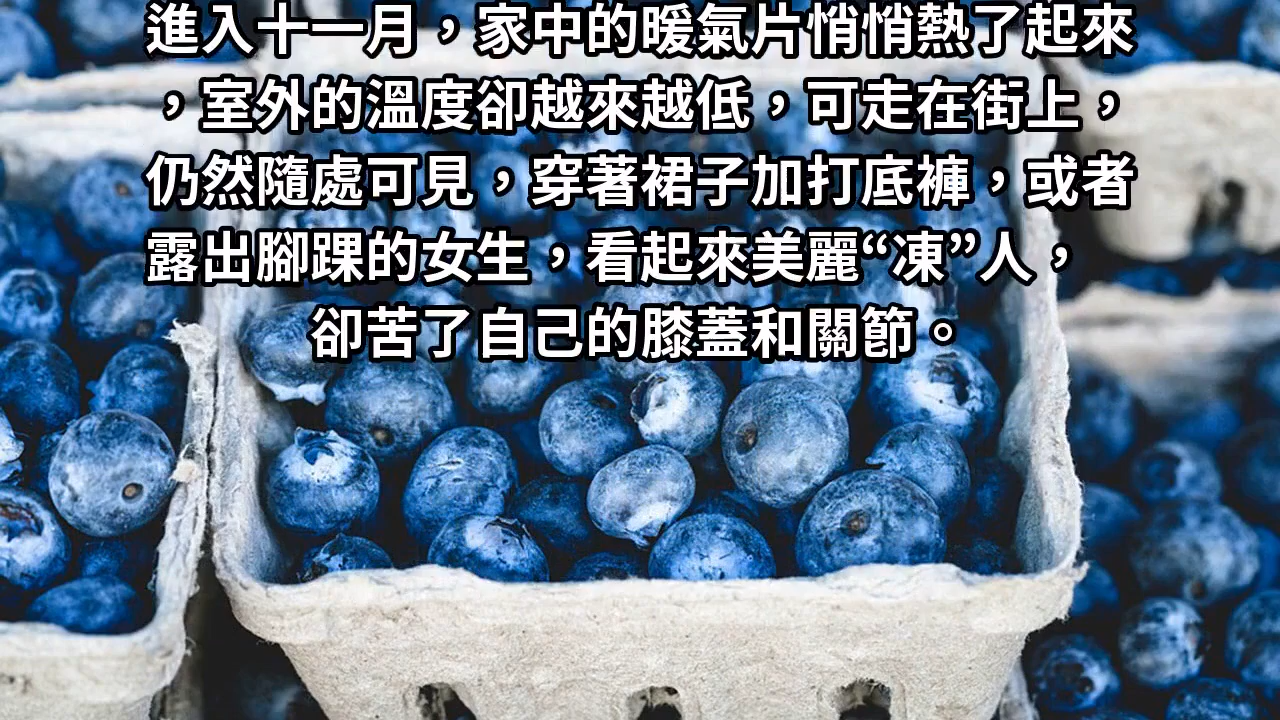 進入十一月，家中的暖氣片悄悄熱了起來
，室外的溫度卻越來越低，可走在街上，
仍然隨處可見，穿著裙子加打底褲，或者
露出腳踝的女生，看起來美麗“凍”人，
卻苦了自己的膝蓋和關節。